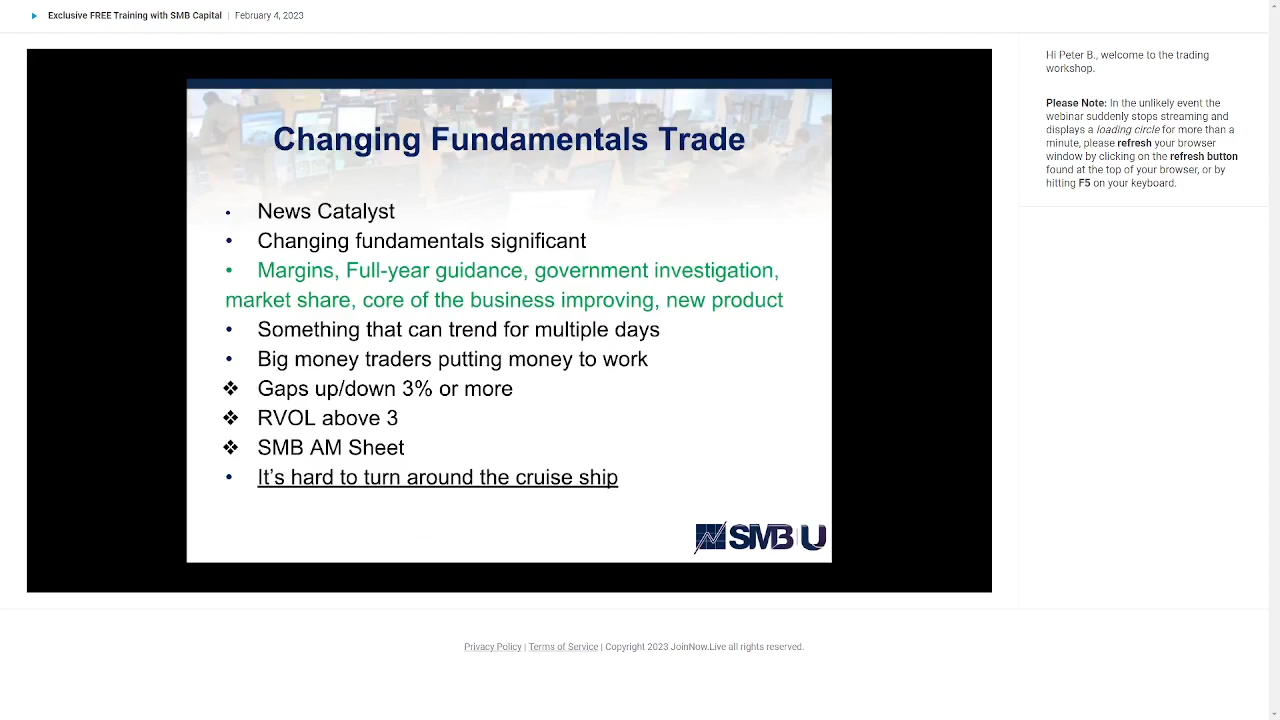 Exclusive FREE Training with SMB Capital | February 4, 2023
Changing Fundamentals Trade
• News Catalyst
• Changing fundamentals significant
• Margins, Full-year guidance, government investigation,
market share, core of the business improving, new product
• Something that can trend for multiple days
• Big money traders putting money to work
❖ Gaps up/down 3% or more
❖ RVOL above 3
❖ SMB AM Sheet
• It’s hard to turn around the cruise ship
SMB U
Hi Peter B., welcome to the trading
workshop.
Please Note: In the unlikely event the
webinar suddenly stops streaming and
displays a loading circle for more than a
minute, please refresh your browser
window by clicking on the refresh button
found at the top of your browser, or by
hitting F5 on your keyboard.
Privacy Policy | Terms of Service | Copyright 2023 JoinNow.Live all rights reserved.